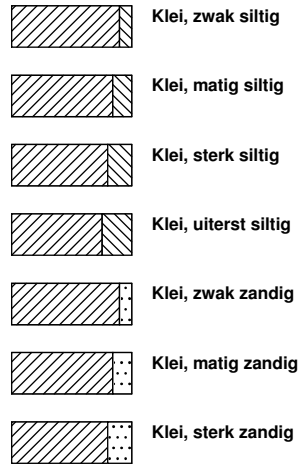 Klei, zwak siltig
Klei, matig siltig
Klei, sterk siltig
Klei, uiterst siltig
Klei, zwak zandig
Klei, matig zandig
Klei, sterk zandig